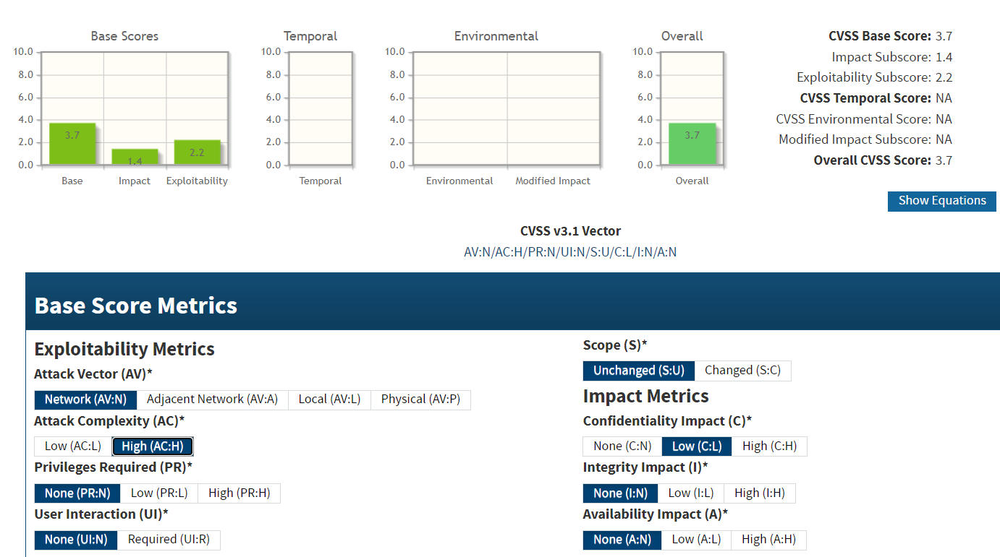 Base Scores
10.0
8.0
6.0
4.0
2.0
0.0
3.7
1.4
2.2
Base Impact Exploitability
Temporal
10.0
8.0
6.0
4.0
2.0
0.0
Temporal
Environmental
10.0
8.0
6.0
4.0
2.0
0.0
Environmental Modified Impact
Overall
10.0
8.0
6.0
4.0
2.0
0.0
3.7
Overall
CVSS Base Score: 3.7
Impact Subscore: 1.4
Exploitability Subscore: 2.2
CVSS Temporal Score: NA
CVSS Environmental Score: NA
Modified Impact Subscore: NA
Overall CVSS Score: 3.7
Show Equations
CVSS v3.1 Vector
AV:N/AC:H/PR:N/UI:N/S:U/C:L/I:N/A:N
Base Score Metrics
Exploitability Metrics
Attack Vector (AV)*
Network (AV:N) Adjacent Network (AV:A) Local (AV:L) Physical (AV:P)
Attack Complexity (AC)*
Low (AC:L) High (AC:H)
Privileges Required (PR)*
None (PR:N) Low (PR:L) High (PR:H)
User Interaction (UI)*
None (UI:N) Required (UI:R)
Scope (S)*
Unchanged (S:U) Changed (S:C)
Impact Metrics
Confidentiality Impact (C)*
None (C:N) Low (C:L) High (C:H)
Integrity Impact (I)*
None (I:N) Low (I:L) High (I:H)
Availability Impact (A)*
None (A:N) Low (A:L) High (A:H)